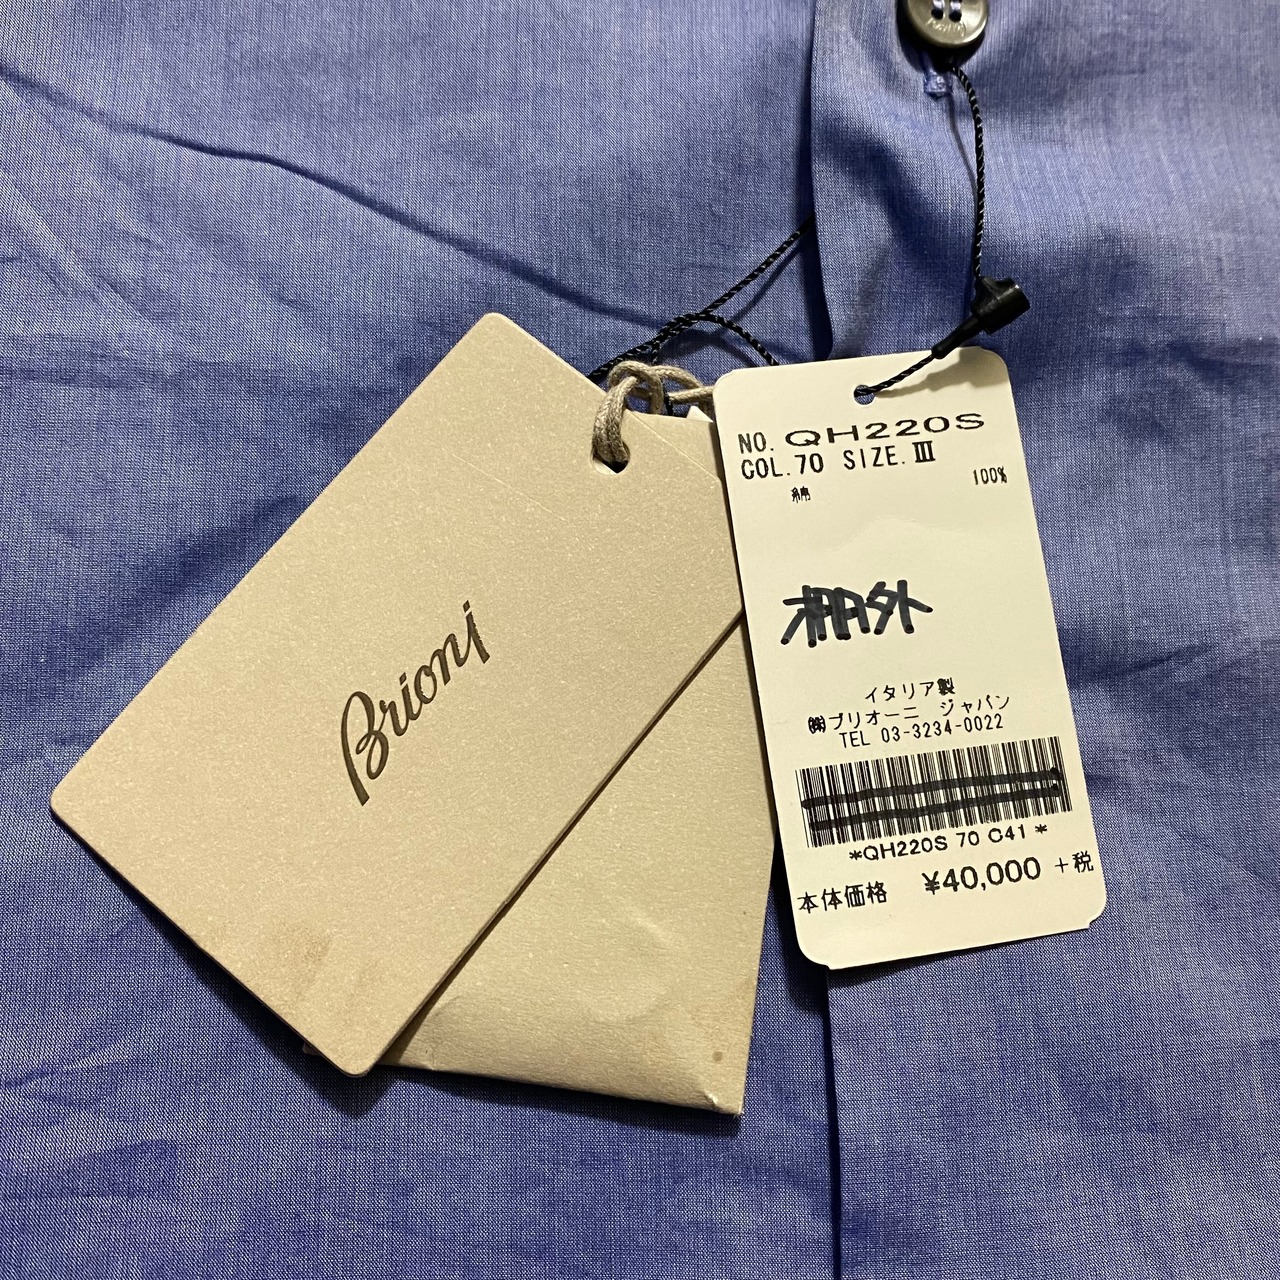 Brioni
NO. QH220S
COL.70 SIZE.Ⅲ
綿 100%
棚外
イタリア製
㈱ブリオーニ ジャパン
TEL 03-3234-0022
*QH220S 70 C41 *
本体価格 ¥40,000 +税